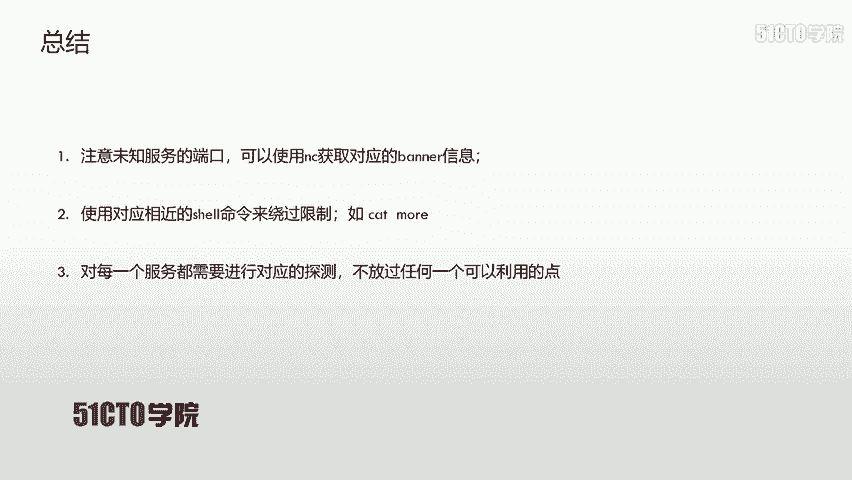 总结
51CTO学院
1. 注意未知服务的端口，可以使用nc获取对应的banner信息；
2. 使用对应相近的shell命令来绕过限制；如 cat more
3. 对每一个服务都需要进行对应的探测，不放过任何一个可以利用的点
51CTO学院